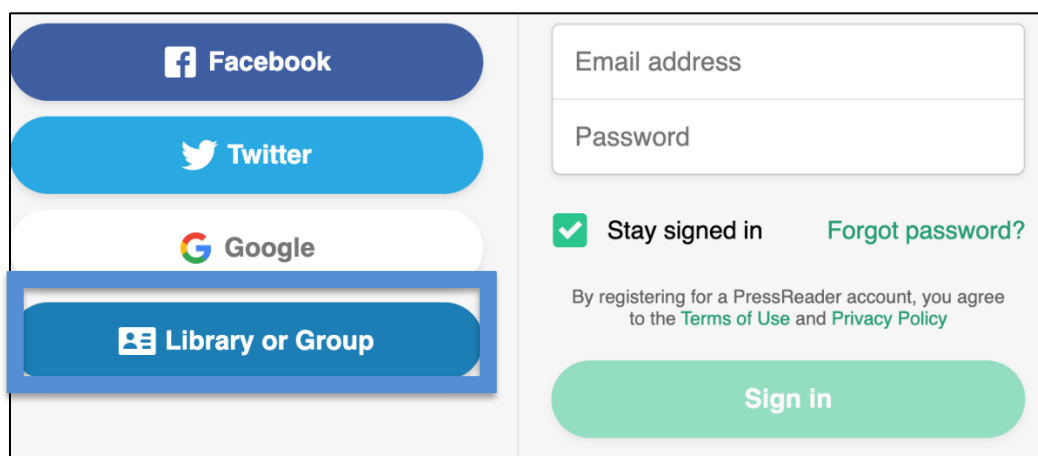 Facebook
Twitter
Google
Library or Group
Email address
Password
Stay signed in
Forgot password?
By registering for a PressReader account, you agree
to the Terms of Use and Privacy Policy
Sign in